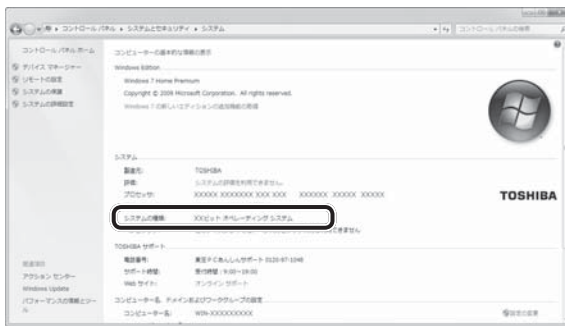 コントロール パネル ▸ システムとセキュリティ ▸ システム
コントロール パネルの検索
コントロール パネル ホーム
デバイス マネージャー
リモートの設定
システムの保護
システムの詳細設定
コンピューターの基本的な情報の表示
Windows Edition
Windows 7 Home Premium
Copyright © 2009 Microsoft Corporation. All rights reserved.
Windows 7 の新しいエディションの追加機能の取得
システム
製造元: TOSHIBA
評価: システムの評価を利用できません
プロセッサ: XXXXX XXXXXXX XXX XXX XXXXXX XXXXX XXXXX
TOSHIBA
システムの種類: XXビット オペレーティング システム
できません
TOSHIBA サポート
電話番号: 東芝PCあんしんサポート 0120-97-1048
サポート時間: 受付時間:9:00~19:00
Web サイト: オンライン サポート
コンピューター名、ドメインおよびワークグループの設定
コンピューター名: WIN-XXXXXXXXXX
設定の変更
関連項目
アクション センター
Windows Update
パフォーマンスの情報とツール